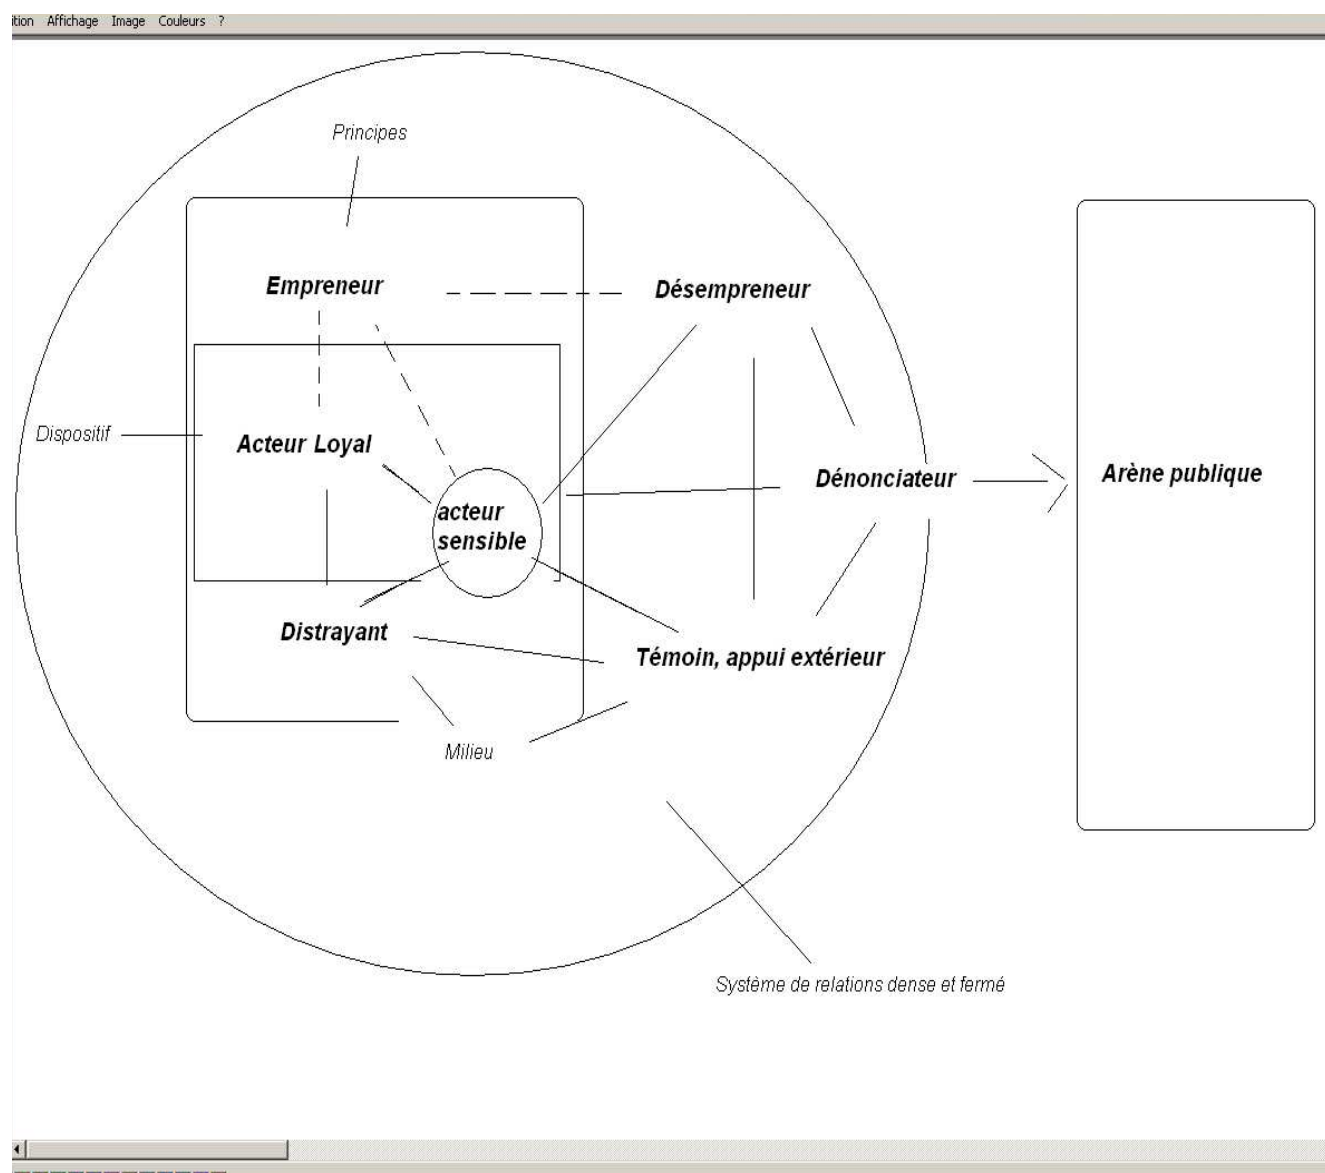 ition Affichage Image Couleurs ?
Principes
Empreneur
Désempreneur
Dispositif
Acteur Loyal
Dénonciateur
Arène publique
acteur
sensible
Distrayant
Témoin, appui extérieur
Milieu
Système de relations dense et fermé